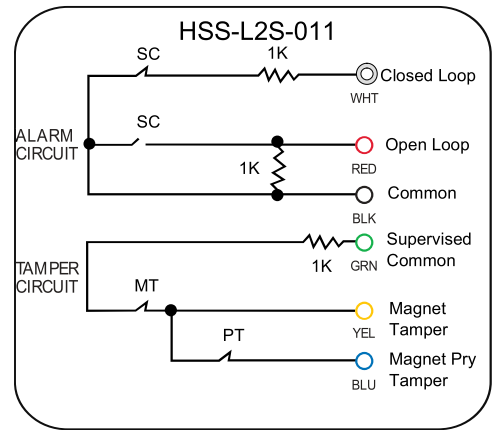 HSS-L2S-011
SC
1K
Closed Loop
WHT
ALARM
CIRCUIT
SC
1K
Open Loop
RED
Common
BLK
TAMPER
CIRCUIT
1K
Supervised
Common
GRN
MT
Magnet
Tamper
YEL
PT
Magnet Pry
Tamper
BLU